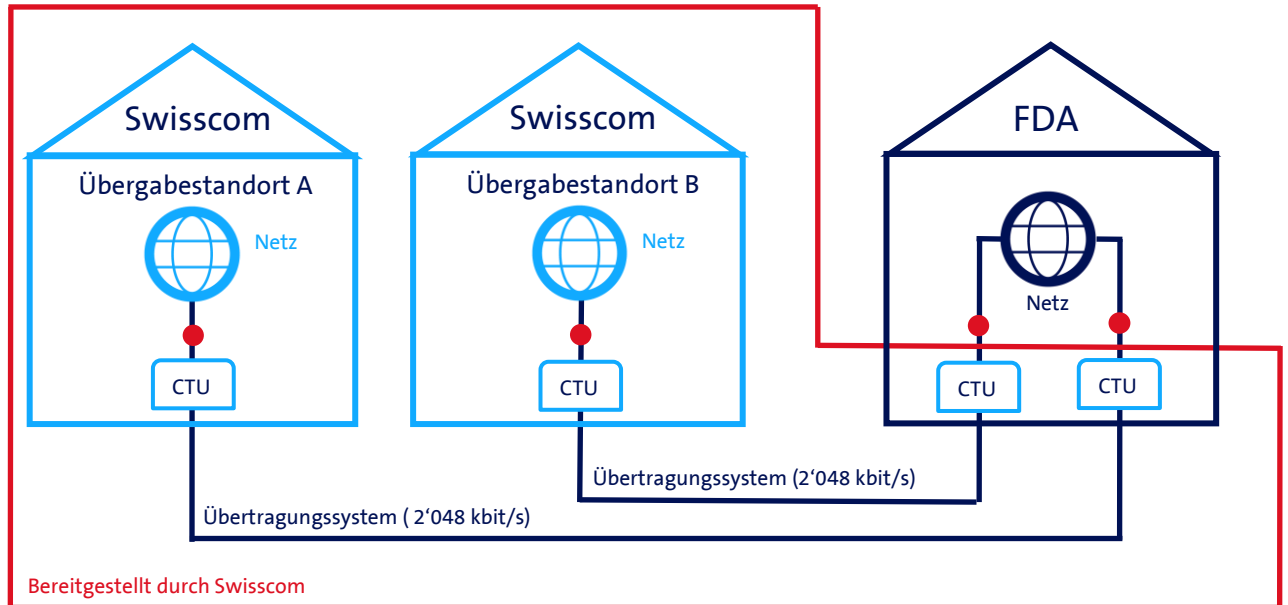 Swisscom
Übergabestandort A
Netz
CTU
Swisscom
Übergabestandort B
Netz
CTU
FDA
Netz
CTU
CTU
Übertragungssystem (2‘048 kbit/s)
Übertragungssystem ( 2‘048 kbit/s)
Bereitgestellt durch Swisscom